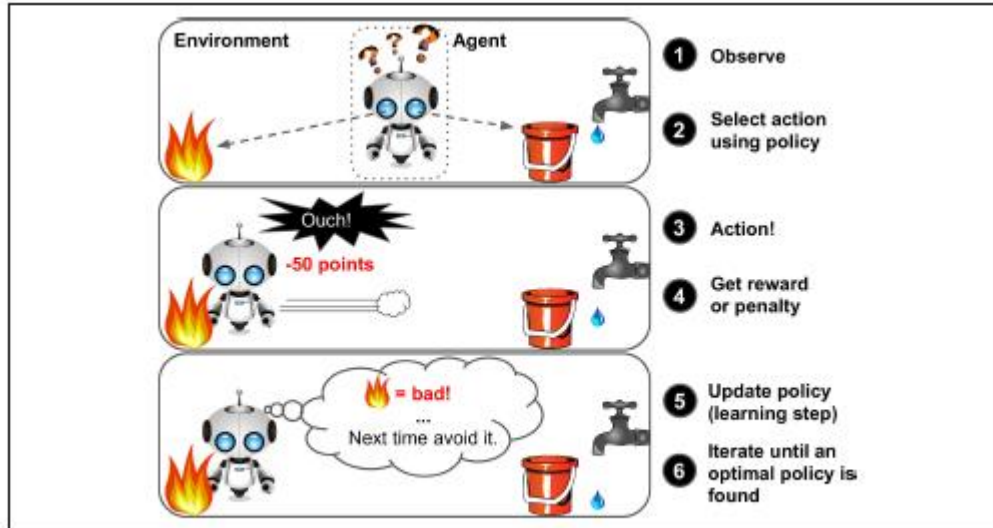 Environment
Agent
? ? ?
1 Observe
2 Select action
using policy
Ouch!
-50 points
3 Action!
4 Get reward
or penalty
= bad!
...
Next time avoid it.
5 Update policy
(learning step)
6 Iterate until an
optimal policy is
found